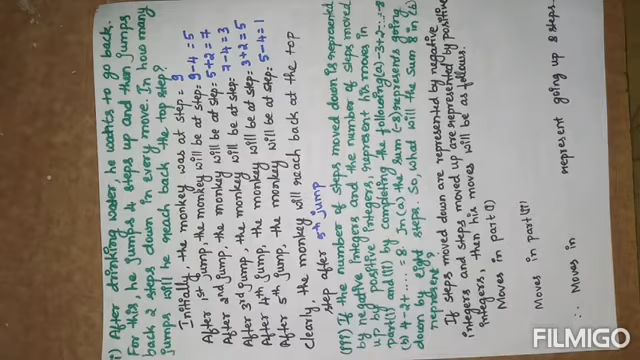 ii) After drinking water he wants to go back.
For this, he jumps 4 steps up and then jumps
back 2 steps down in every move. In how many
jumps will he reach back the top step?
Initially, the monkey was at step = 9
After 1st jump, the monkey will be at step = 9-4 = 5
After 2nd jump, the monkey will be at step: 5+2 = 7
After 3rd jump, the monkey will be at step: 7-4 = 3
After 4th jump, the monkey will be at step: 3+2 = 5
After 5th jump, the monkey will be at step: 5-4 = 1
Clearly, the monkey will reach back at the top
step after 5th jump
(iii) If the number of steps moved down is represented
by negative integers and the number of steps moved
up by positive integers, represent his moves in
part (i) and (ii) by completing the following (a) -3+2-...=-8
(b) 4-2+ ..... = 8. In (a) the sum (-8) represents going
down by eight steps. So, what will the sum 8 in (b)
represent?
If steps moved down are represented by negative
integers and steps moved up are represented by positive
integers, then his moves will be as follows.
Moves in part (i)
Moves in part (ii)
∴ Moves in represent going up 8 steps
FILMIGO